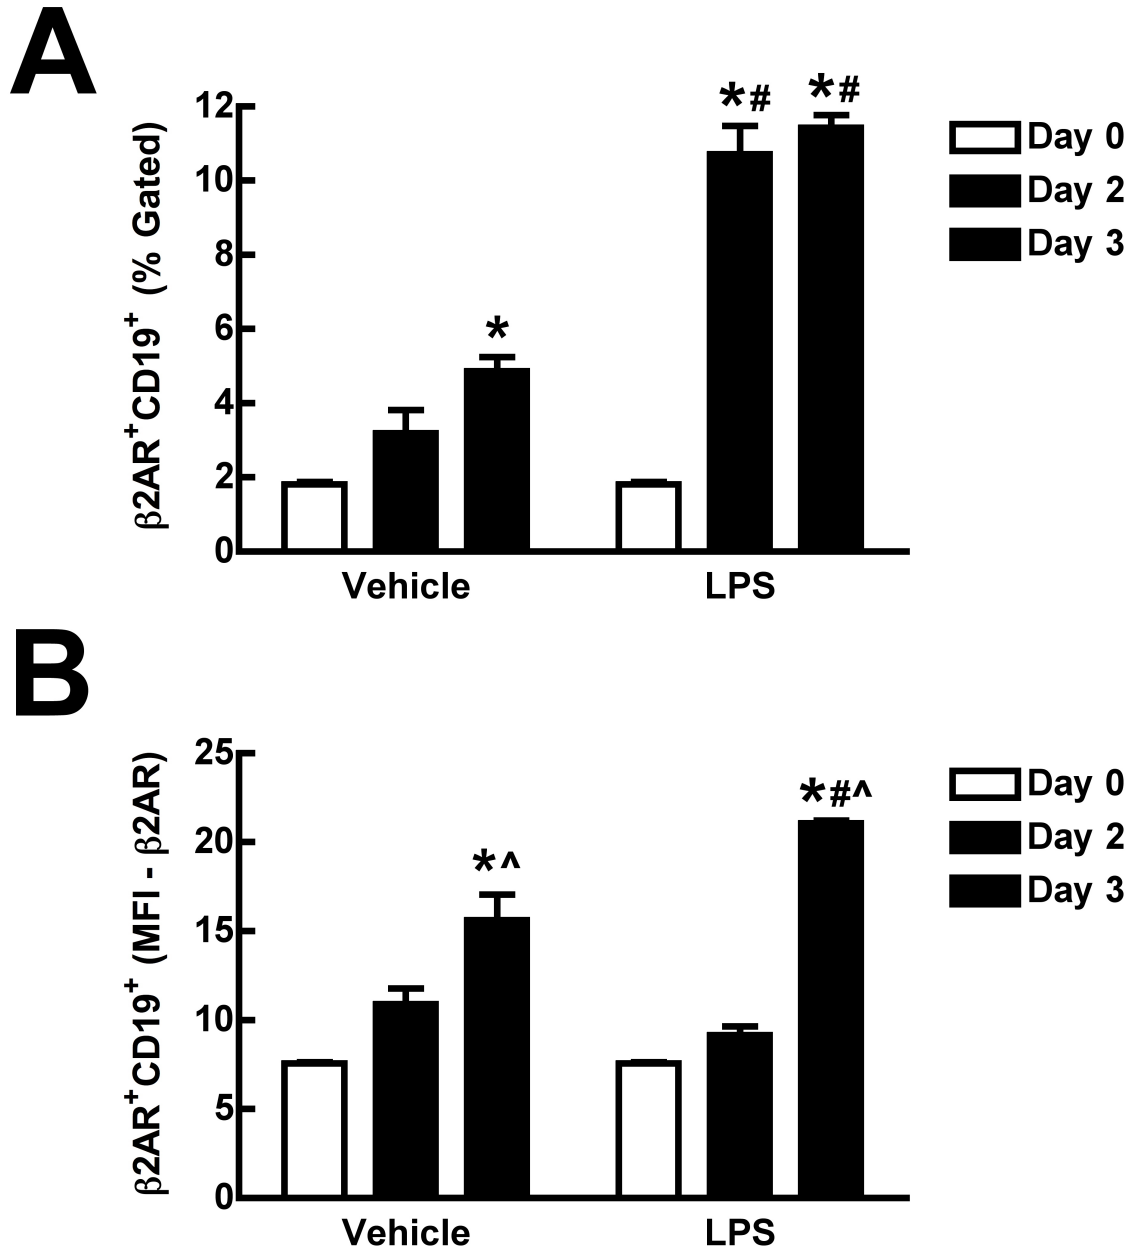 A
β2AR+CD19+ (% Gated)
12
10
8
6
4
2
0
*
*#
*#
Vehicle
LPS
Day 0
Day 2
Day 3
B
β2AR+CD19+ (MFI - β2AR)
25
20
15
10
5
0
*^
*#^
Vehicle
LPS
Day 0
Day 2
Day 3